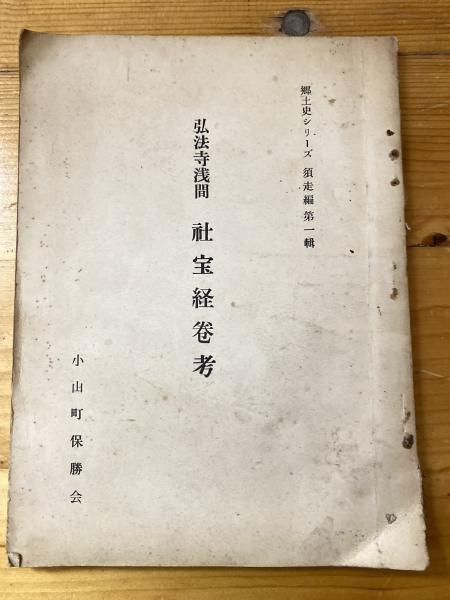 郷土史シリーズ 須走編 第一輯
弘法寺浅間 社宝経巻考
小山町保勝会